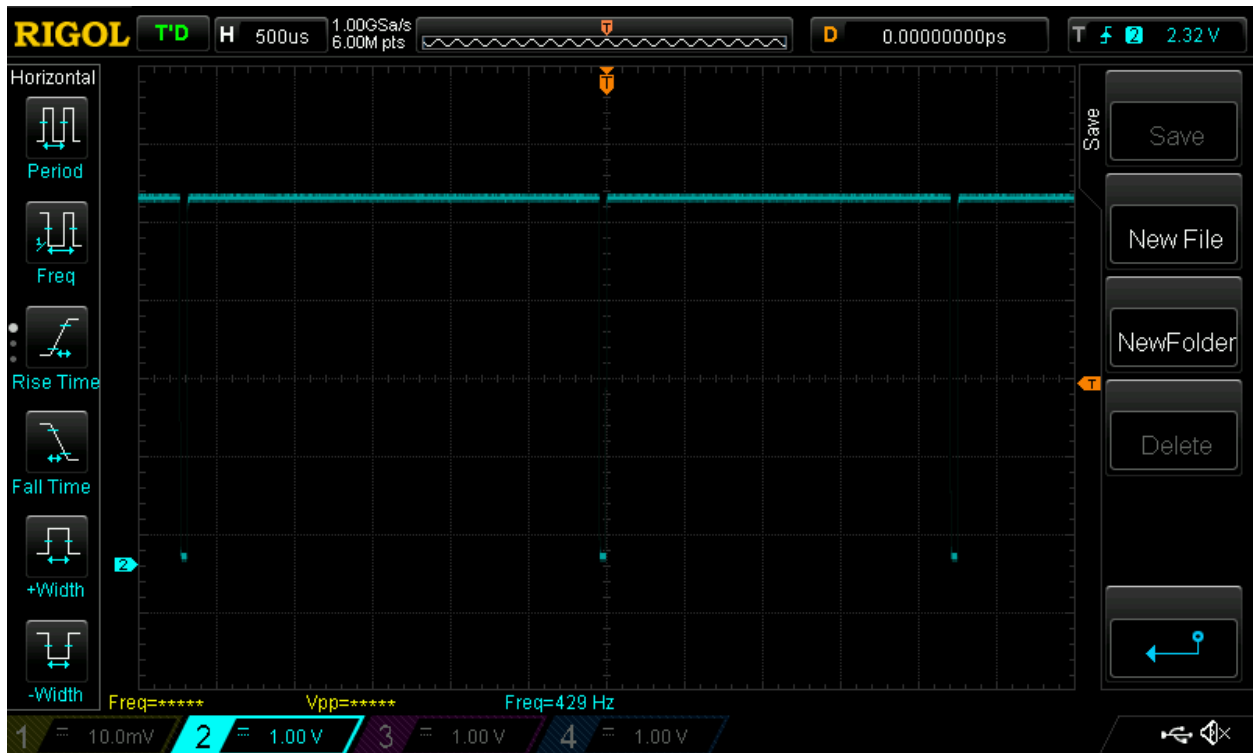 RIGOL T'D H 500us 1.00GSa/s 6.00M pts T D 0.00000000ps T 2 2.32 V
Horizontal
Period
Freq
Rise Time
Fall Time
+Width
-Width
T
2
T
Save
Save
New File
NewFolder
Delete
Freq=***** Vpp=***** Freq=429 Hz
1 = 10.0mV 2 = 1.00 V 3 = 1.00 V 4 = 1.00 V